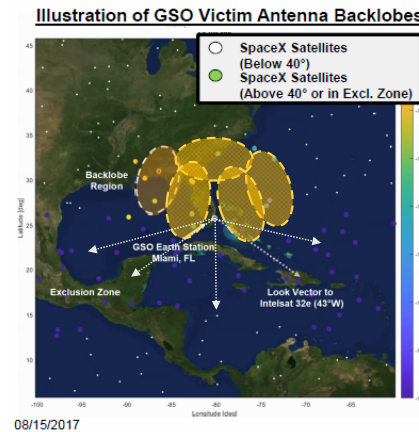 Illustration of GSO Victim Antenna Backlobes
SpaceX Satellites
(Below 40°)
SpaceX Satellites
(Above 40° or in Excl. Zone)
45
40
35
30
25
20
15
10
Latitude [deg]
Backlobe
Region
GSO Earth Station
Miami, FL
Exclusion Zone
Look Vector to
Intelsat 32e (43°W)
-100 -95 -90 -85 -80 -75 -70 -65
Longitude [deg]
08/15/2017